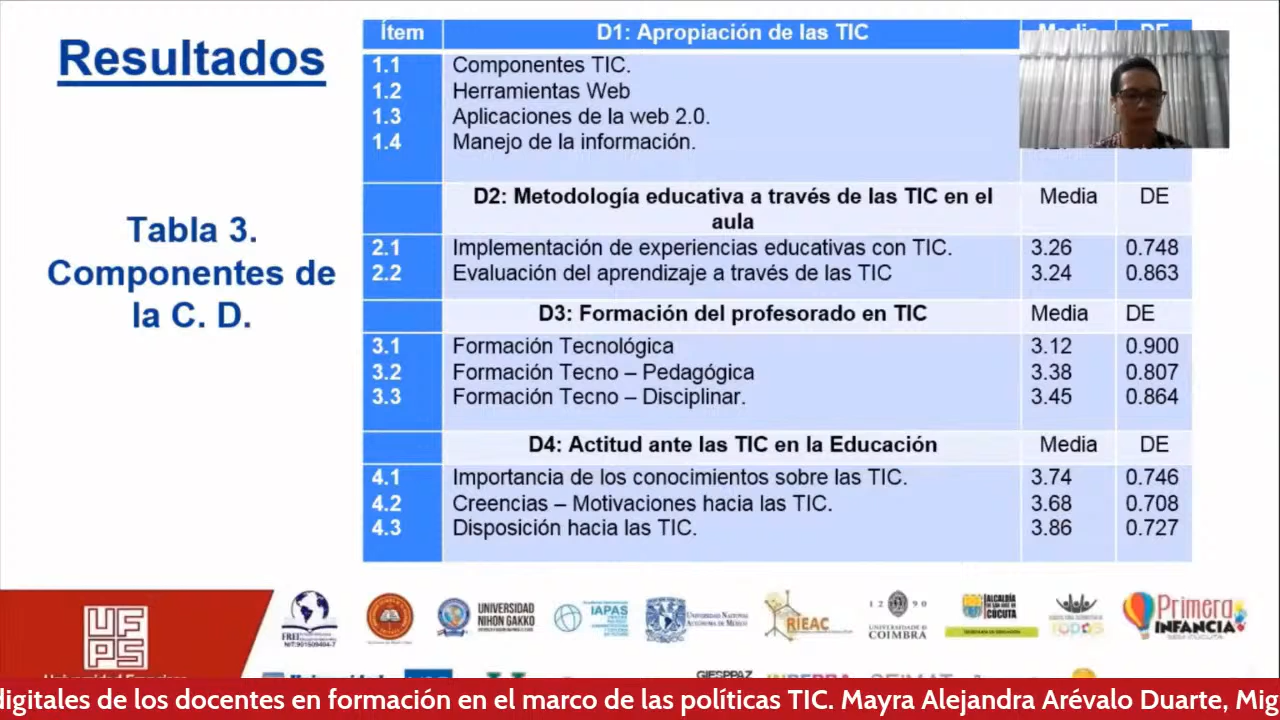 Resultados
Tabla 3.
Componentes de
la C. D.
Ítem D1: Apropiación de las TIC
1.1 Componentes TIC.
1.2 Herramientas Web
1.3 Aplicaciones de la web 2.0.
1.4 Manejo de la información.
D2: Metodología educativa a través de las TIC en el aula Media DE
2.1 Implementación de experiencias educativas con TIC. 3.26 0.748
2.2 Evaluación del aprendizaje a través de las TIC 3.24 0.863
D3: Formación del profesorado en TIC Media DE
3.1 Formación Tecnológica 3.12 0.900
3.2 Formación Tecno – Pedagógica 3.38 0.807
3.3 Formación Tecno – Disciplinar. 3.45 0.864
D4: Actitud ante las TIC en la Educación Media DE
4.1 Importancia de los conocimientos sobre las TIC. 3.74 0.746
4.2 Creencias – Motivaciones hacia las TIC. 3.68 0.708
4.3 Disposición hacia las TIC. 3.86 0.727
UFPS
FREI
UNIVERSIDAD
NIHON GAKKO
IAPAS
UNIVERSIDAD NACIONAL
AUTÓNOMA DE MÉXICO
RIEAC
1290
UNIVERSIDADE DE
COIMBRA
ALCALDÍA
DE SAN JOSÉ DE
CÚCUTA
TODOS
Primera
INFANCIA
digitales de los docentes en formación en el marco de las políticas TIC. Mayra Alejandra Arévalo Duarte, Mig